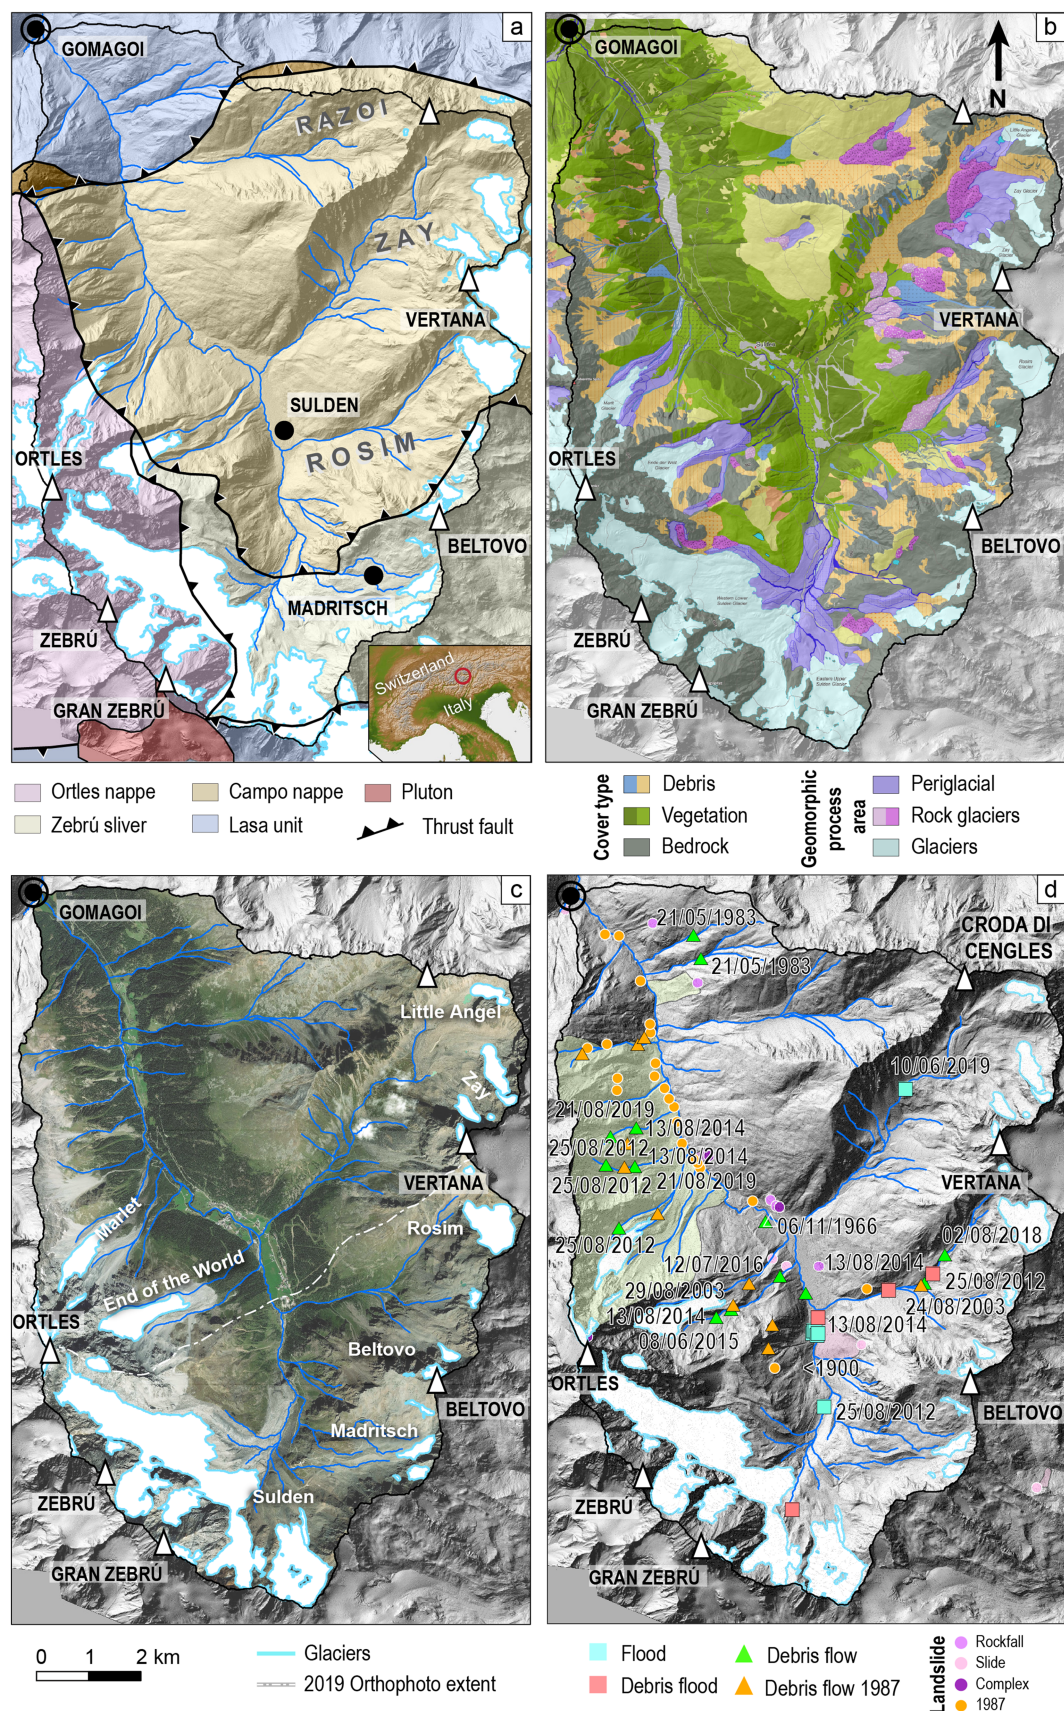 a
GOMAGOI
RAZOI
ZAY
VERTANA
SULDEN
ROSIM
ORTLES
BELTOVO
MADRITSCH
ZEBRÚ
GRAN ZEBRÚ
Switzerland
Italy
Ortles nappe
Campo nappe
Pluton
Zebrú sliver
Lasa unit
Thrust fault
b
GOMAGOI
N
VERTANA
ORTLES
BELTOVO
ZEBRÚ
GRAN ZEBRÚ
Cover type
Debris
Vegetation
Bedrock
Geomorphic
process
area
Periglacial
Rock glaciers
Glaciers
c
GOMAGOI
Little Angel
Zay
VERTANA
Marlet
Rosim
End of the World
ORTLES
Beltovo
BELTOVO
Madritsch
ZEBRÚ
Sulden
GRAN ZEBRÚ
0 1 2 km
Glaciers
2019 Orthophoto extent
d
21/05/1983
CRODA DI
CENGLES
21/05/1983
10/06/2019
21/08/2019
13/08/2014
25/08/2012
13/08/2014
25/08/2012
21/08/2019
VERTANA
06/11/1966
25/08/2012
02/08/2018
12/07/2016
13/08/2014
29/08/2003
25/08/2012
24/08/2003
13/08/2014
13/08/2014
08/06/2015
<1900
ORTLES
25/08/2012
BELTOVO
ZEBRÚ
GRAN ZEBRÚ
Flood
Debris flow
Debris flood
Debris flow 1987
Landslide
Rockfall
Slide
Complex
1987